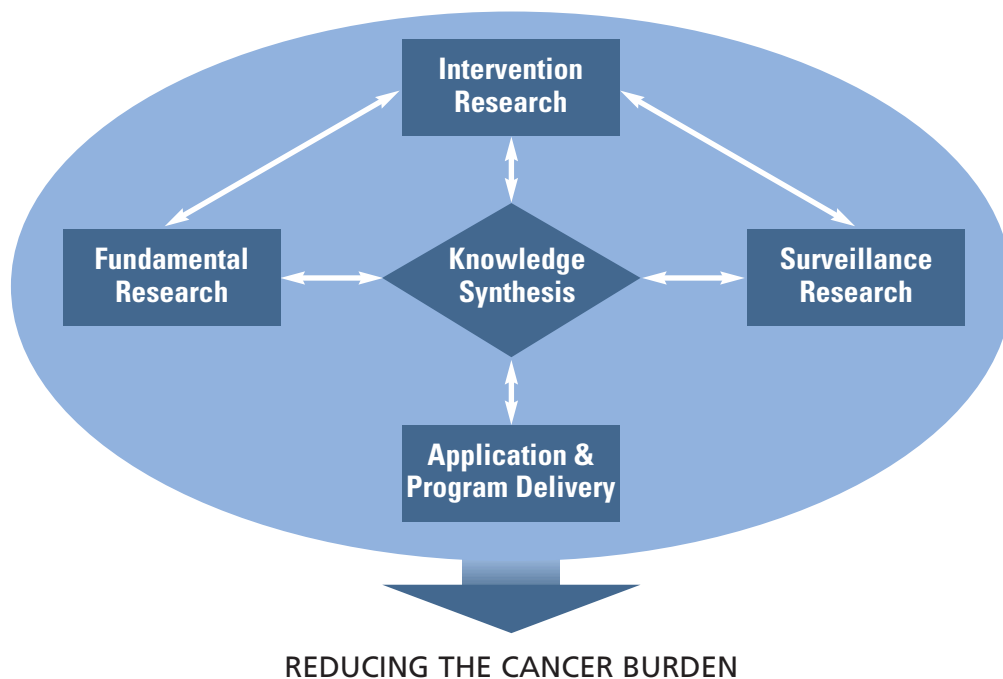 Intervention
Research
Fundamental
Research
Knowledge
Synthesis
Surveillance
Research
Application &
Program Delivery
REDUCING THE CANCER BURDEN